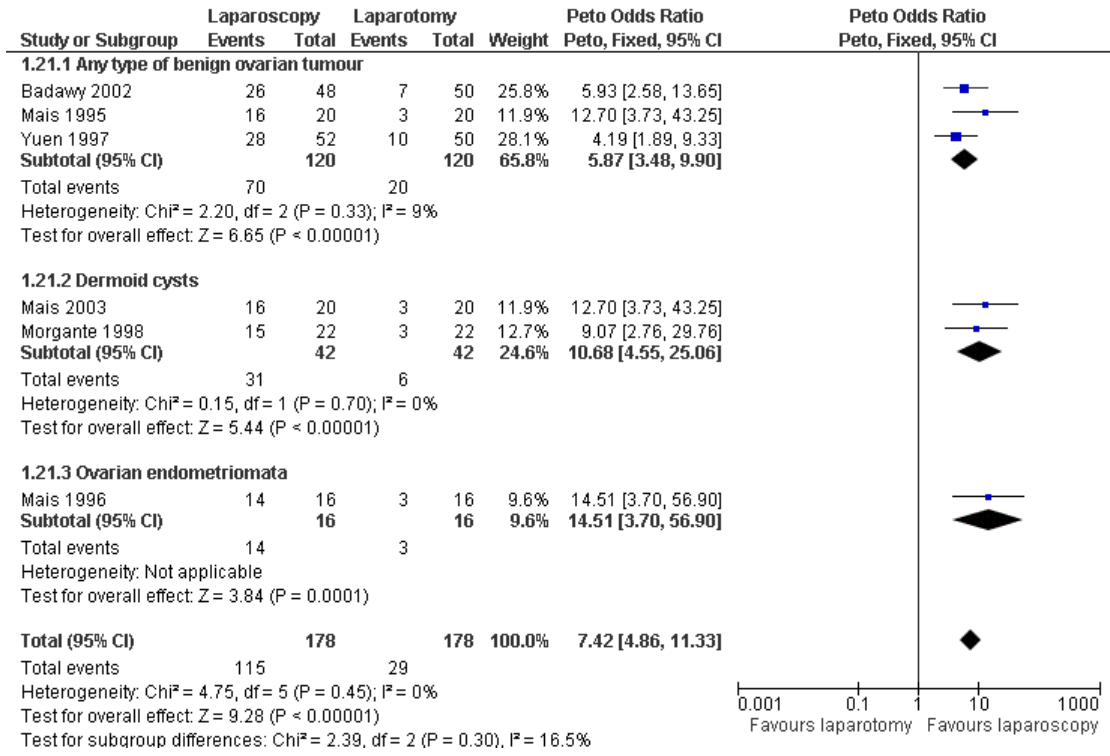 Laparoscopy Laparotomy Peto Odds Ratio Peto Odds Ratio
Study or Subgroup Events Total Events Total Weight Peto, Fixed, 95% CI Peto, Fixed, 95% CI
1.21.1 Any type of benign ovarian tumour
Badawy 2002 26 48 7 50 25.8% 5.93 [2.58, 13.65]
Mais 1995 16 20 3 20 11.9% 12.70 [3.73, 43.25]
Yuen 1997 28 52 10 50 28.1% 4.19 [1.89, 9.33]
Subtotal (95% CI) 120 120 65.8% 5.87 [3.48, 9.90]
Total events 70 20
Heterogeneity: Chi² = 2.20, df = 2 (P = 0.33); I² = 9%
Test for overall effect: Z = 6.65 (P < 0.00001)
1.21.2 Dermoid cysts
Mais 2003 16 20 3 20 11.9% 12.70 [3.73, 43.25]
Morgante 1998 15 22 3 22 12.7% 9.07 [2.76, 29.76]
Subtotal (95% CI) 42 42 24.6% 10.68 [4.55, 25.06]
Total events 31 6
Heterogeneity: Chi² = 0.15, df = 1 (P = 0.70); I² = 0%
Test for overall effect: Z = 5.44 (P < 0.00001)
1.21.3 Ovarian endometriomata
Mais 1996 14 16 3 16 9.6% 14.51 [3.70, 56.90]
Subtotal (95% CI) 16 16 9.6% 14.51 [3.70, 56.90]
Total events 14 3
Heterogeneity: Not applicable
Test for overall effect: Z = 3.84 (P = 0.0001)
Total (95% CI) 178 178 100.0% 7.42 [4.86, 11.33]
Total events 115 29
Heterogeneity: Chi² = 4.75, df = 5 (P = 0.45); I² = 0%
Test for overall effect: Z = 9.28 (P < 0.00001)
Test for subgroup differences: Chi² = 2.39, df = 2 (P = 0.30), I² = 16.5%
0.001 0.1 1 10 1000
Favours laparotomy Favours laparoscopy